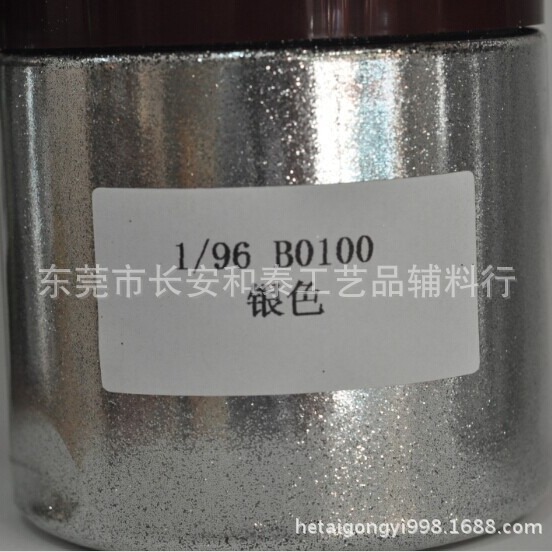 1/96 B0100
东莞市长安和泰工艺品辅料行
银色
hetaigongyi998.1688.com